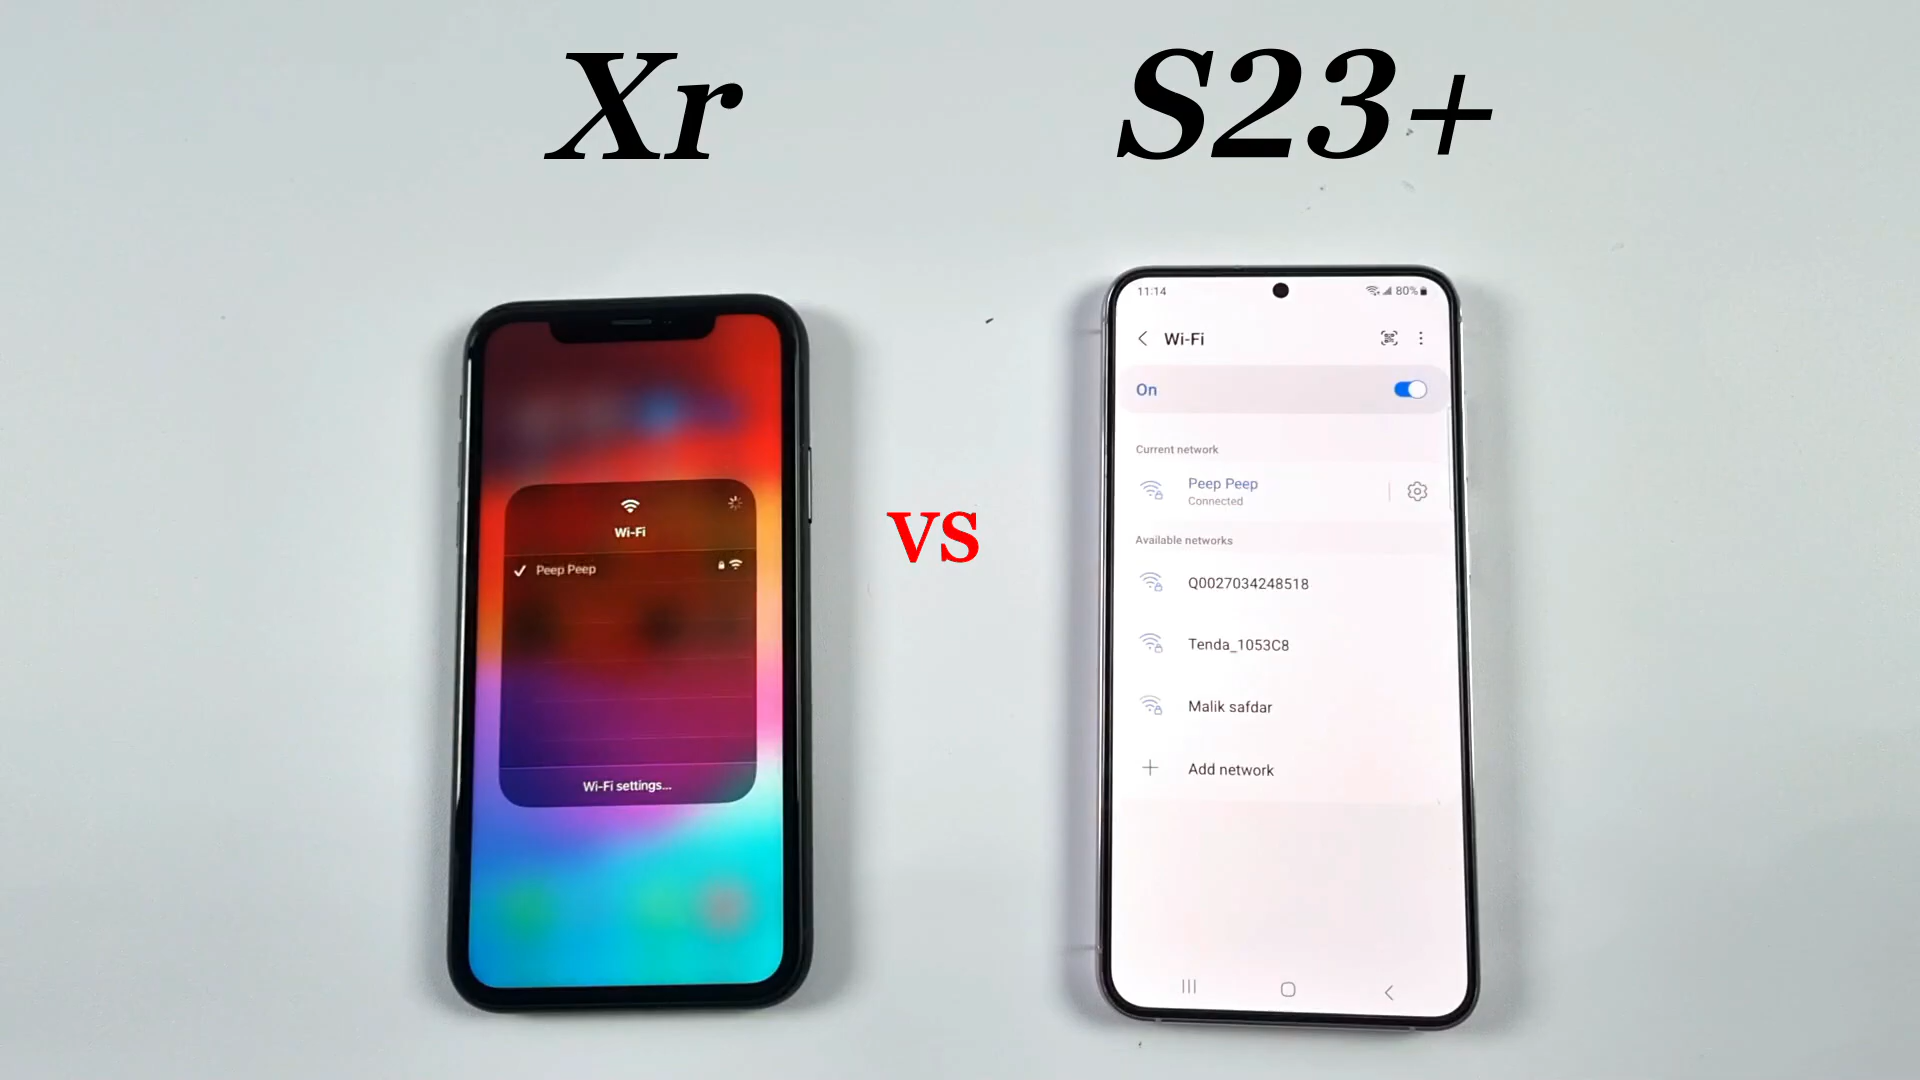 Xr
S23+
VS
Wi-Fi
Peep Peep
Wi-Fi settings...
11:14
80%
Wi-Fi
On
Current network
Peep Peep
Connected
Available networks
Q0027034248518
Tenda_1053C8
Malik safdar
Add network